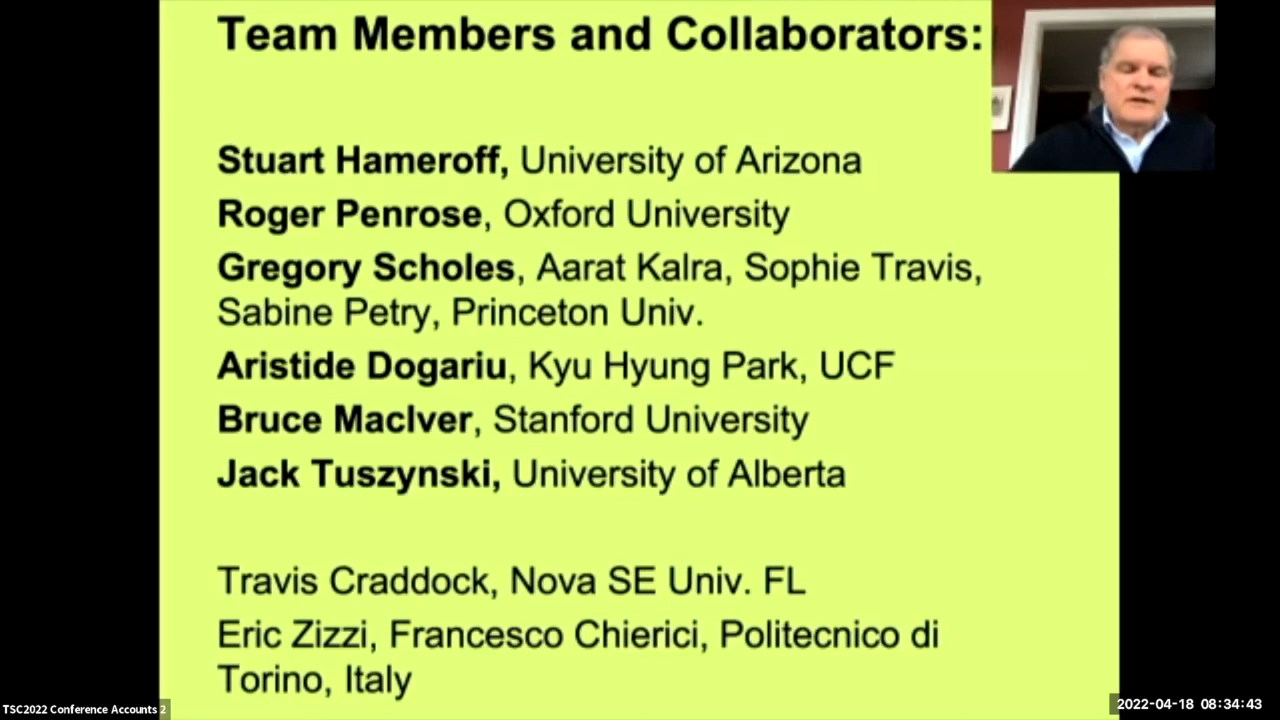 Team Members and Collaborators:
Stuart Hameroff, University of Arizona
Roger Penrose, Oxford University
Gregory Scholes, Aarat Kalra, Sophie Travis,
Sabine Petry, Princeton Univ.
Aristide Dogariu, Kyu Hyung Park, UCF
Bruce MacIver, Stanford University
Jack Tuszynski, University of Alberta
Travis Craddock, Nova SE Univ. FL
Eric Zizzi, Francesco Chierici, Politecnico di
Torino, Italy
TSC2022 Conference Accounts 2
2022-04-18 08:34:43